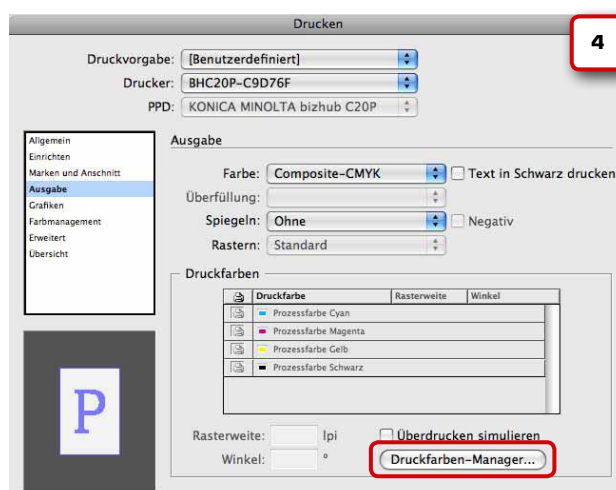 Drucken
4
Druckvorgabe: [Benutzerdefiniert]
Drucker: BHC20P-C9D76F
PPD: KONICA MINOLTA bizhub C20P
Allgemein
Einrichten
Marken und Anschnitt
Ausgabe
Grafiken
Farbmanagement
Erweitert
Übersicht
Ausgabe
Farbe: Composite-CMYK Text in Schwarz drucken
Überfüllung:
Spiegeln: Ohne Negativ
Rastern: Standard
Druckfarben
Druckfarbe Rasterweite Winkel
Prozessfarbe Cyan
Prozessfarbe Magenta
Prozessfarbe Gelb
Prozessfarbe Schwarz
P
Rasterweite: lpi Überdrucken simulieren
Winkel: ° Druckfarben-Manager...